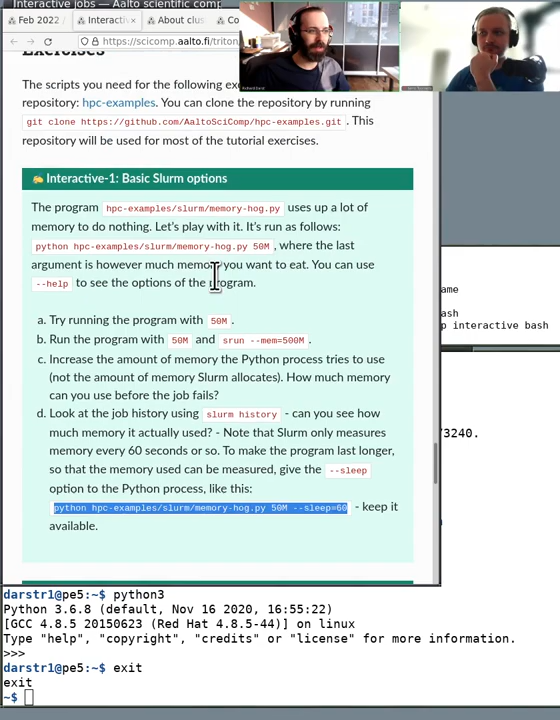 Interactive jobs — Aalto scientific comp
Feb 2022 / Interactiv × About clus Co
https://scicomp.aalto.fi/triton
Exercises
The scripts you need for the following
repository: hpc-examples. You can clone the repository by running
git clone https://github.com/AaltoSciComp/hpc-examples.git . This
repository will be used for most of the tutorial exercises.
Interactive-1: Basic Slurm options
The program hpc-examples/slurm/memory-hog.py uses up a lot of
memory to do nothing. Let's play with it. It's run as follows:
python hpc-examples/slurm/memory-hog.py 50M , where the last
argument is however much memory you want to eat. You can use
--help to see the options of the program.
a. Try running the program with 50M .
b. Run the program with 50M and srun --mem=500M .
c. Increase the amount of memory the Python process tries to use
(not the amount of memory Slurm allocates). How much memory
can you use before the job fails?
d. Look at the job history using slurm history - can you see how
much memory it actually used? - Note that Slurm only measures
memory every 60 seconds or so. To make the program last longer,
so that the memory used can be measured, give the --sleep
option to the Python process, like this:
python hpc-examples/slurm/memory-hog.py 50M --sleep=60 - keep it
available.
ame
ash
p interactive bash
73240.
darstr1@pe5:~$ python3
Python 3.6.8 (default, Nov 16 2020, 16:55:22)
[GCC 4.8.5 20150623 (Red Hat 4.8.5-44)] on linux
Type "help", "copyright", "credits" or "license" for more information.
>>>
darstr1@pe5:~$ exit
exit
~$